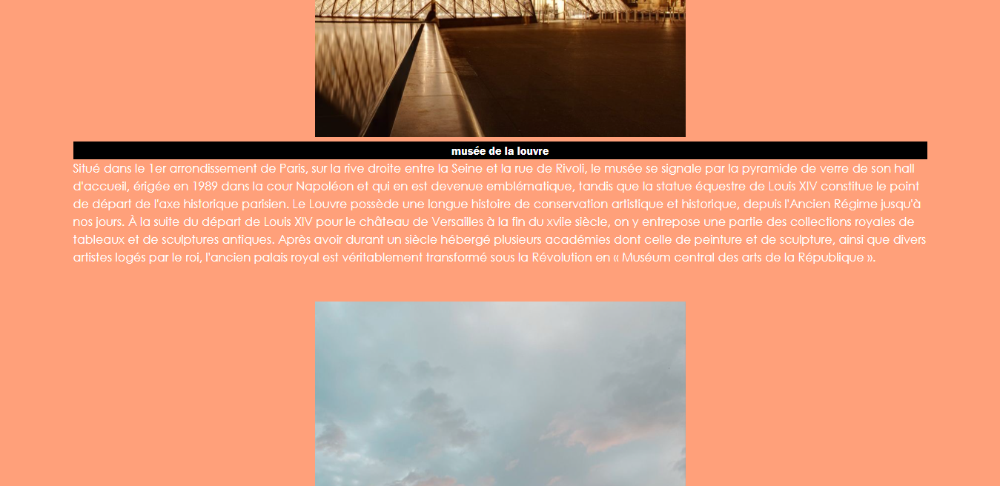 musée de la louvre
Situé dans le 1er arrondissement de Paris, sur la rive droite entre la Seine et la rue de Rivoli, le musée se signale par la pyramide de verre de son hall
d'accueil, érigée en 1989 dans la cour Napoléon et qui en est devenue emblématique, tandis que la statue équestre de Louis XIV constitue le point
de départ de l'axe historique parisien. Le Louvre possède une longue histoire de conservation artistique et historique, depuis l'Ancien Régime jusqu'à
nos jours. À la suite du départ de Louis XIV pour le château de Versailles à la fin du xviie siècle, on y entrepose une partie des collections royales de
tableaux et de sculptures antiques. Après avoir durant un siècle hébergé plusieurs académies dont celle de peinture et de sculpture, ainsi que divers
artistes logés par le roi, l'ancien palais royal est véritablement transformé sous la Révolution en « Muséum central des arts de la République ».